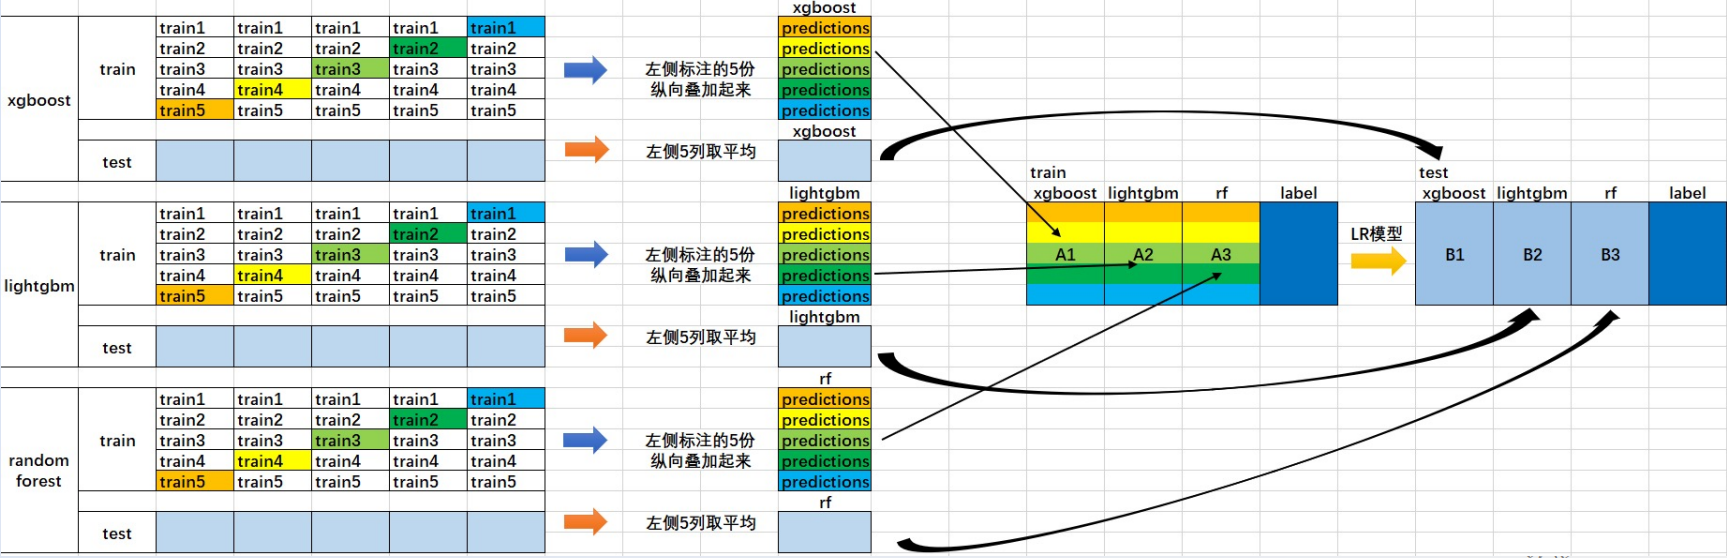 xgboost
train1 train1 train1 train1 train1
predictions
train2 train2 train2 train2 train2
predictions
train train3 train3 train3 train3 train3
左侧标注的5份
predictions
xgboost
train4 train4 train4 train4 train4
纵向叠加起来
predictions
train5 train5 train5 train5 train5
predictions
xgboost
test
左侧5列取平均
train
test
lightgbm
xgboost lightgbm rf label
xgboost lightgbm rf label
train1 train1 train1 train1 train1
predictions
train2 train2 train2 train2 train2
predictions
LR模型
train train3 train3 train3 train3 train3
左侧标注的5份
predictions
A1 A2 A3
B1 B2 B3
lightgbm
train4 train4 train4 train4 train4
纵向叠加起来
predictions
train5 train5 train5 train5 train5
predictions
lightgbm
test
左侧5列取平均
rf
train1 train1 train1 train1 train1
predictions
train2 train2 train2 train2 train2
predictions
train train3 train3 train3 train3 train3
左侧标注的5份
predictions
random
forest
train4 train4 train4 train4 train4
纵向叠加起来
predictions
train5 train5 train5 train5 train5
predictions
rf
test
左侧5列取平均